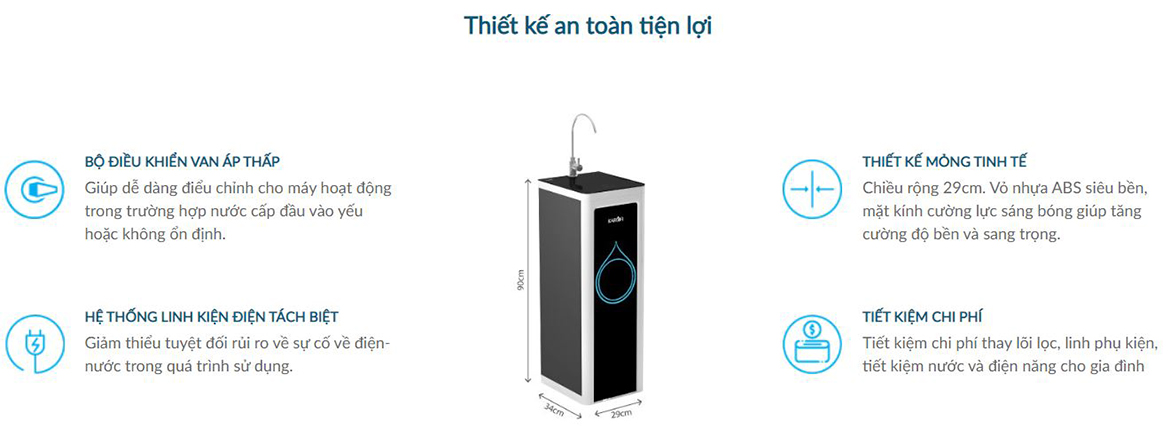 Thiết kế an toàn tiện lợi
BỘ ĐIỀU KHIỂN VAN ÁP THẤP
Giúp dễ dàng điểu chỉnh cho máy hoạt động
trong trường hợp nước cấp đầu vào yếu
hoặc không ổn định.
HỆ THỐNG LINH KIỆN ĐIỆN TÁCH BIỆT
Giảm thiểu tuyệt đối rủi ro về sự cố về điện-
nước trong quá trình sử dụng.
KAROFI
90cm
34cm
29cm
THIẾT KẾ MỎNG TINH TẾ
Chiều rộng 29cm. Vỏ nhựa ABS siêu bền,
mặt kính cường lực sáng bóng giúp tăng
cường độ bền và sang trọng.
TIẾT KIỆM CHI PHÍ
Tiết kiệm chi phí thay lõi lọc, linh phụ kiện,
tiết kiệm nước và điện năng cho gia đình